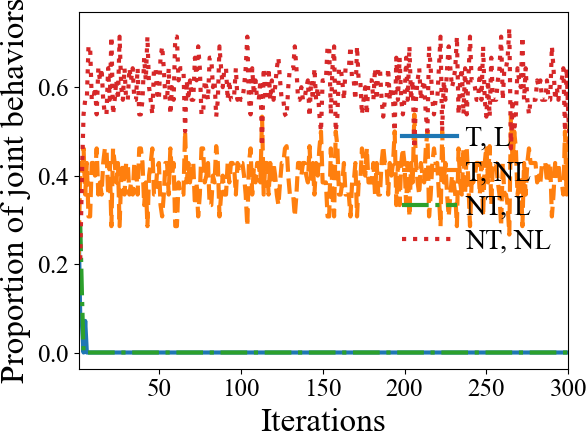 Proportion of joint behaviors
0.6
0.4
0.2
0.0
T, L
T, NL
NT, L
NT, NL
50
100
150
200
250
300
Iterations